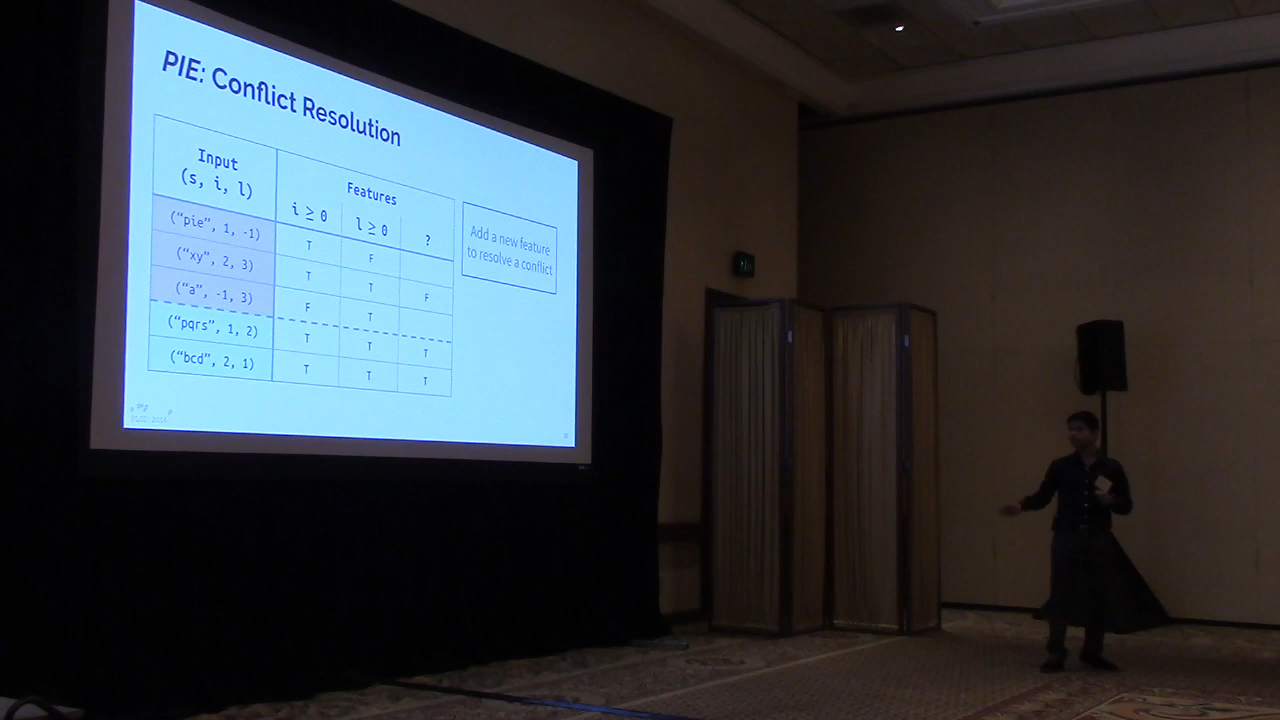 PIE: Conflict Resolution
Input
(s, i, l)
Features
i ≥ 0 l ≥ 0 ?
("pie", 1, -1) T F
("xy", 2, 3) T T F
("a", -1, 3) F T
("pqrs", 1, 2) T T T
("bcd", 2, 1) T T T
Add a new feature
to resolve a conflict